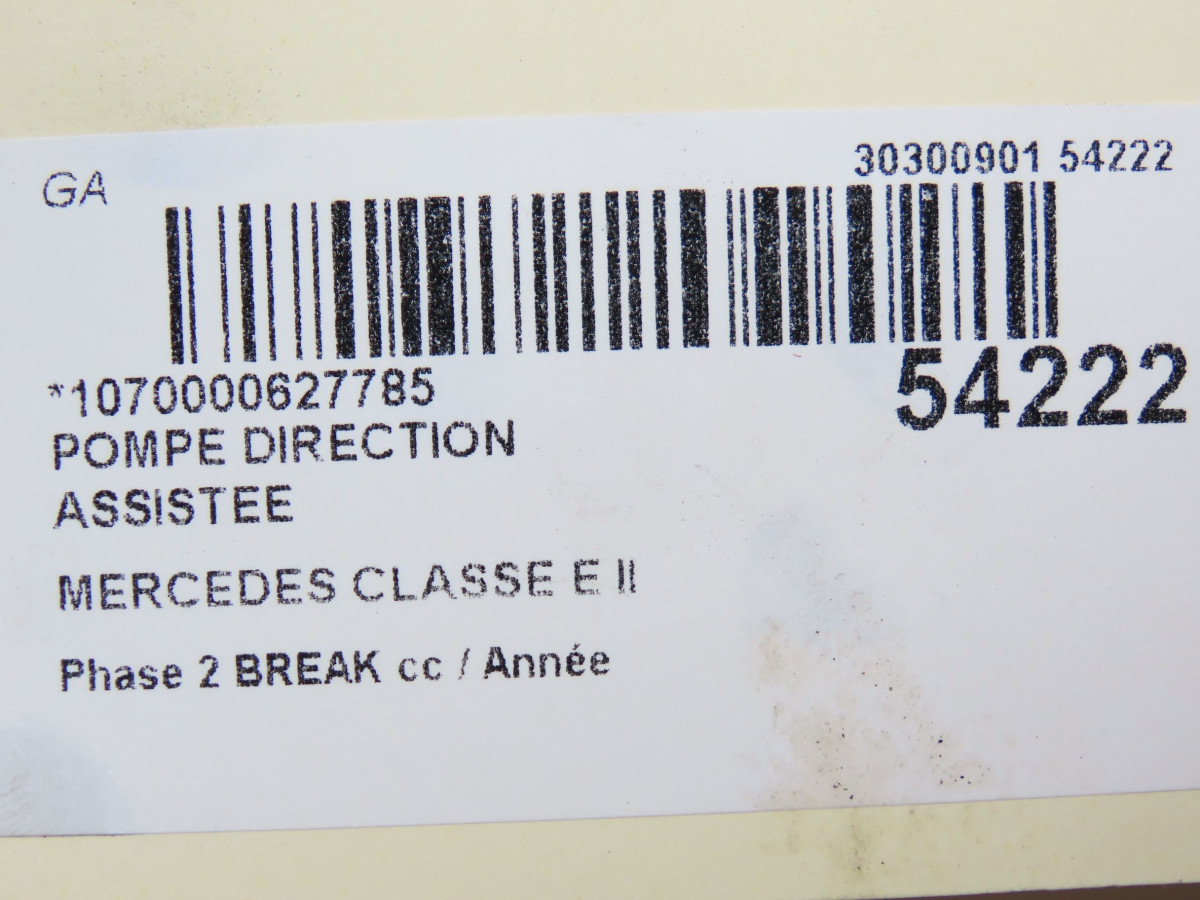 GA
30300901 54222
*1070000627785
54222
POMPE DIRECTION
ASSISTEE
MERCEDES CLASSE E II
Phase 2 BREAK cc / Année